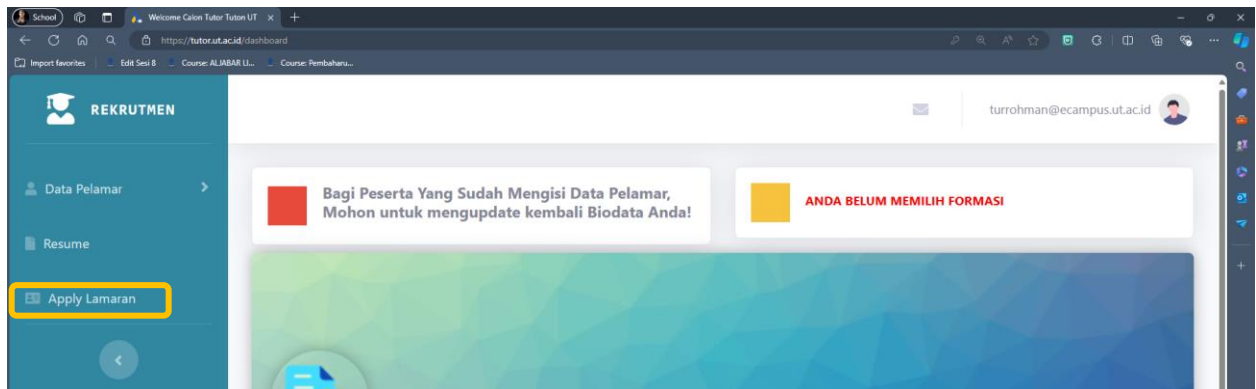 School
Welcome Calon Tutor Tuton UT
https://tutor.ut.ac.id/dashboard
Import favorites
Edit Sesi 8
Course: ALJABAR LI...
Course: Pembaharu...
REKRUTMEN
turrohman@ecampus.ut.ac.id
Data Pelamar
Bagi Peserta Yang Sudah Mengisi Data Pelamar,
Mohon untuk mengupdate kembali Biodata Anda!
ANDA BELUM MEMILIH FORMASI
Resume
Apply Lamaran